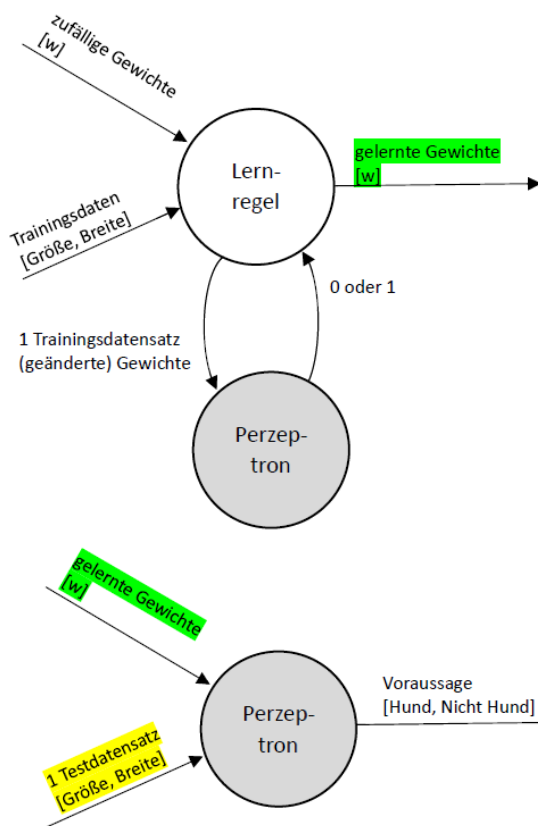 zufällige Gewichte
[w]
Lern-
regel
gelernte Gewichte
[w]
Trainingsdaten
[Größe, Breite]
0 oder 1
1 Trainingsdatensatz
(geänderte) Gewichte
Perzep-
tron
gelernte Gewichte
[w]
Perzep-
tron
Voraussage
[Hund, Nicht Hund]
1 Testdatensatz
[Größe, Breite]